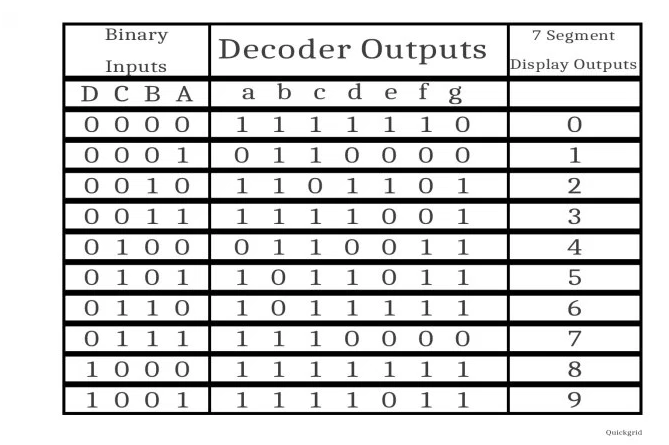 Binary Inputs Decoder Outputs 7 Segment Display Outputs
D C B A a b c d e f g
0 0 0 0 1 1 1 1 1 1 0 0
0 0 0 1 0 1 1 0 0 0 0 1
0 0 1 0 1 1 0 1 1 0 1 2
0 0 1 1 1 1 1 1 0 0 1 3
0 1 0 0 0 1 1 0 0 1 1 4
0 1 0 1 1 0 1 1 0 1 1 5
0 1 1 0 1 0 1 1 1 1 1 6
0 1 1 1 1 1 1 0 0 0 0 7
1 0 0 0 1 1 1 1 1 1 1 8
1 0 0 1 1 1 1 1 0 1 1 9
Quickgrid